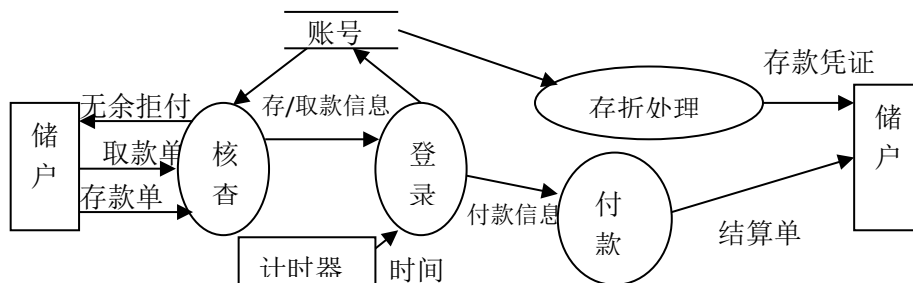 账号
存款凭证
无余拒付
存/取款信息
存折处理
储户
取款单
核查
登录
储户
存款单
付款信息
付款
结算单
计时器
时间